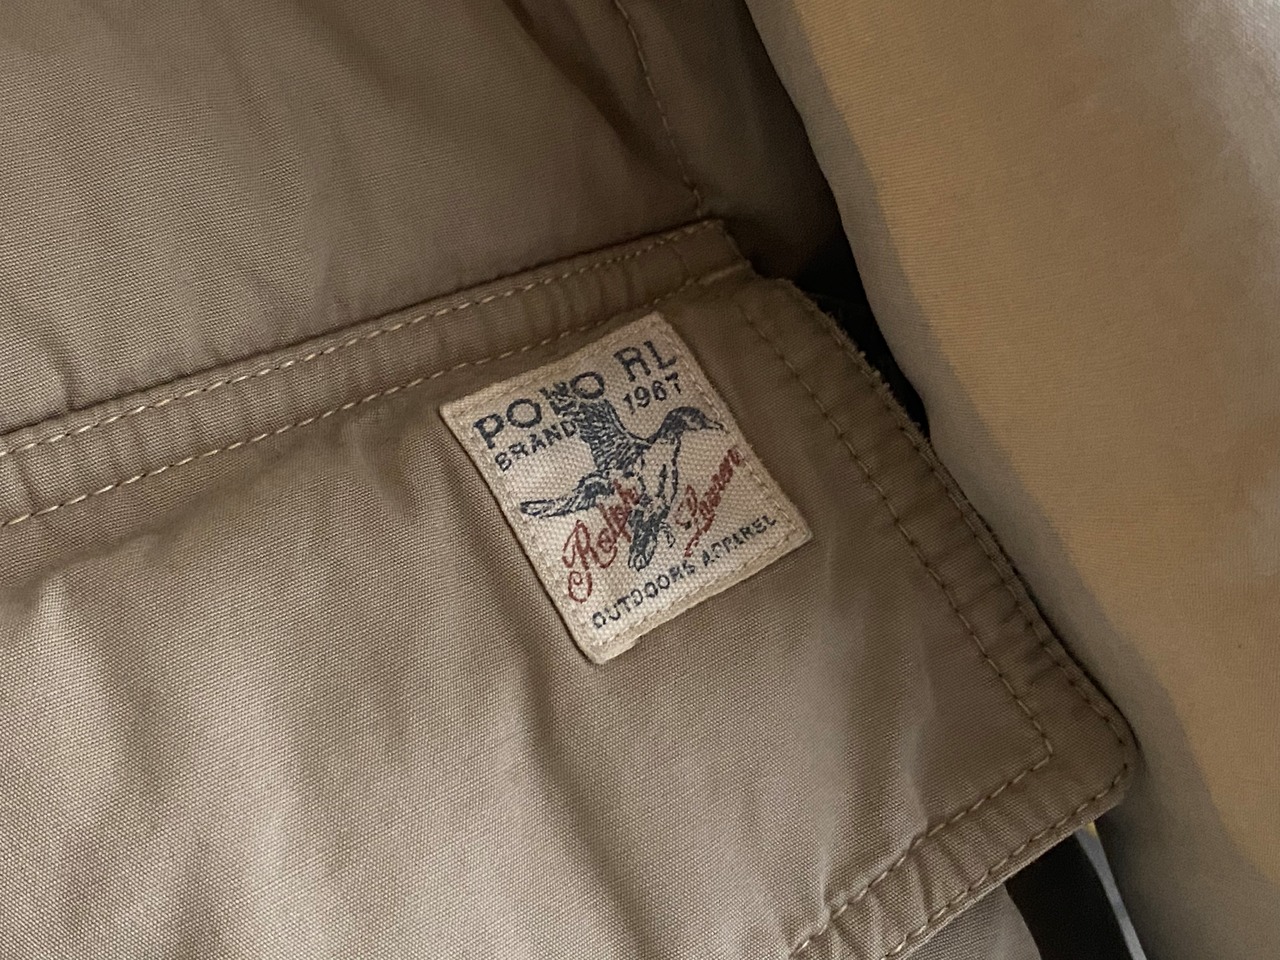 POLO RL
BRAND 1967
Ralph Lauren
OUTDOORS APPAREL